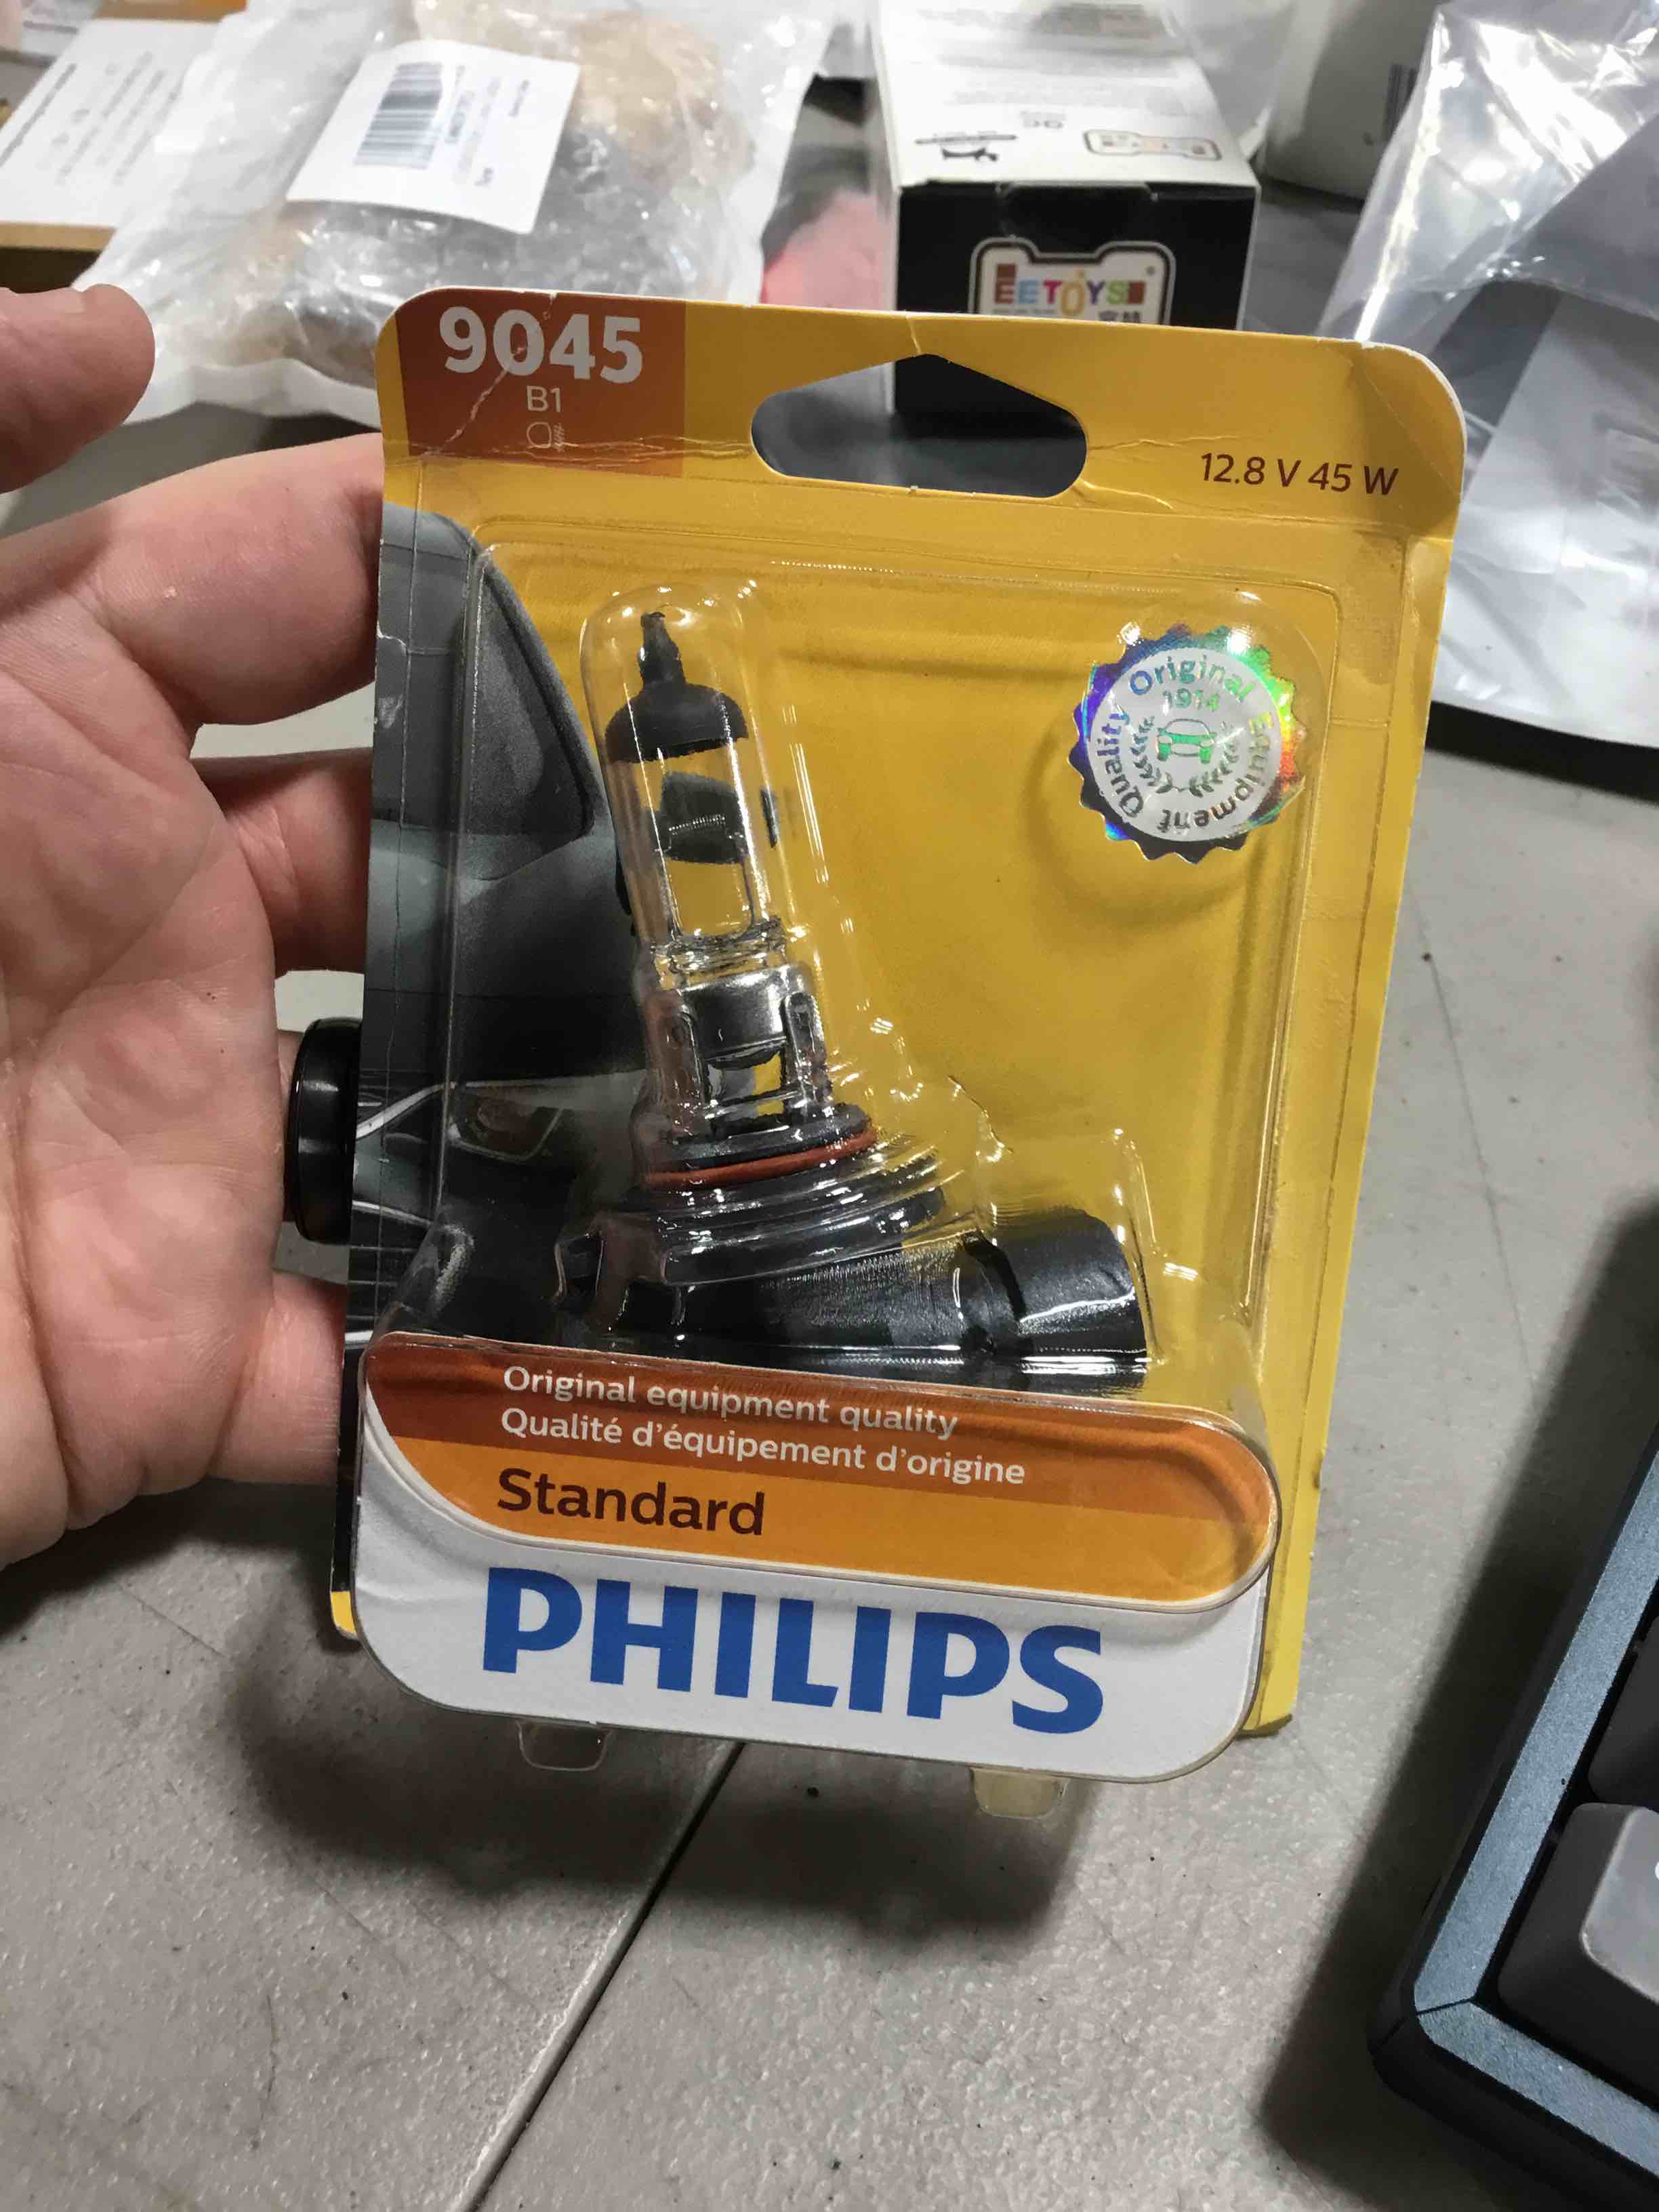 EETOYS
9045
B1
12.8 V 45 W
Original
1914
Equipment
Quality
Original equipment quality
Qualité d'équipement d'origine
Standard
PHILIPS